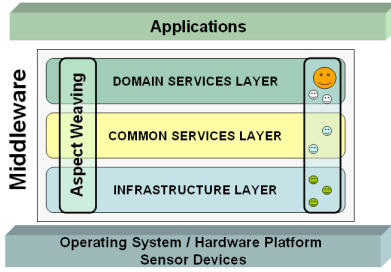 Applications
Middleware
Aspect Weaving
DOMAIN SERVICES LAYER
COMMON SERVICES LAYER
INFRASTRUCTURE LAYER
Operating System / Hardware Platform
Sensor Devices